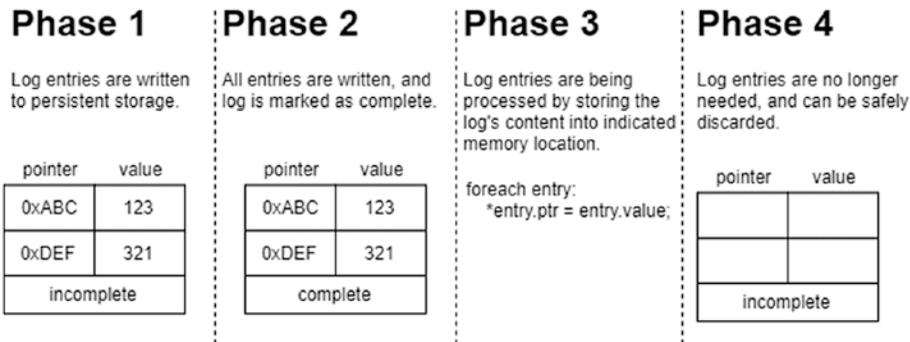 Phase 1
Log entries are written
to persistent storage.
pointer value
0xABC 123
0xDEF 321
incomplete
Phase 2
All entries are written, and
log is marked as complete.
pointer value
0xABC 123
0xDEF 321
complete
Phase 3
Log entries are being
processed by storing the
log's content into indicated
memory location.
foreach entry:
*entry.ptr = entry.value;
Phase 4
Log entries are no longer
needed, and can be safely
discarded.
pointer value
incomplete